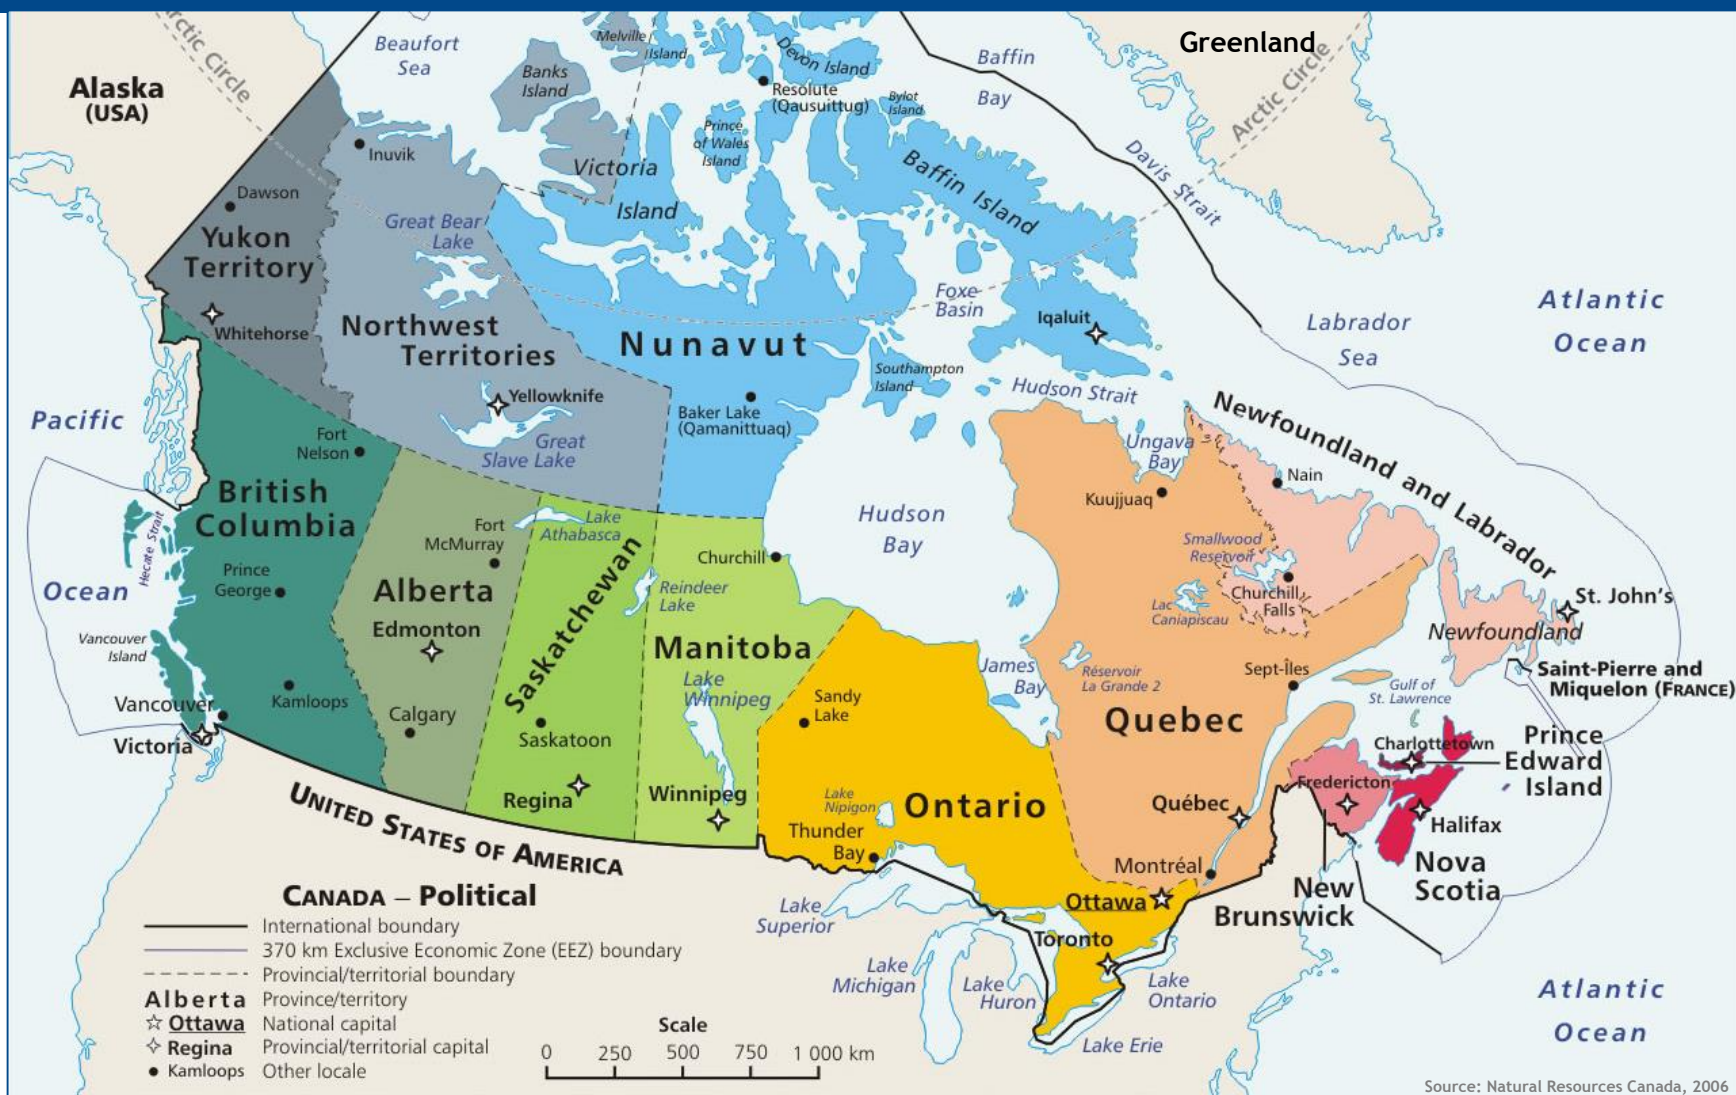 Arctic Circle
Beaufort
Sea
Melville
Island
Devon Island
Baffin
Bay
Greenland
Arctic Circle
Alaska
(USA)
Banks
Island
Resolute
(Qausuittug)
Bylot
Island
Prince
of Wales
Island
Inuvik
Victoria
Island
Baffin Island
Davis Strait
Dawson
Great Bear
Lake
Yukon
Territory
Whitehorse
Northwest
Territories
Nunavut
Foxe
Basin
Iqaluit
Labrador
Sea
Atlantic
Ocean
Southampton
Island
Hudson Strait
Yellowknife
Great
Slave Lake
Baker Lake
(Qamanittuaq)
Pacific
Ocean
Fort
Nelson
Ungava
Bay
Newfoundland and Labrador
Nain
Kuujjuaq
British
Columbia
Hecate Strait
Fort
McMurray
Lake
Athabasca
Hudson
Bay
Smallwood
Reservoir
Churchill
Prince
George
Alberta
Edmonton
Saskatchewan
Reindeer
Lake
Lac
Caniapiscau
Churchill
Falls
St. John's
Newfoundland
Vancouver
Island
Manitoba
Lake
Winnipeg
James
Bay
Réservoir
La Grande 2
Sept-Îles
Gulf of
St. Lawrence
Saint-Pierre and
Miquelon (FRANCE)
Kamloops
Vancouver
Victoria
Calgary
Saskatoon
Sandy
Lake
Quebec
Charlottetown
Prince
Edward
Island
Regina
Winnipeg
Lake
Nipigon
Ontario
Québec
Fredericton
Halifax
Thunder
Bay
Montréal
Nova
Scotia
New
Brunswick
UNITED STATES OF AMERICA
Ottawa
Lake
Superior
Toronto
Lake
Michigan
Lake
Huron
Lake
Ontario
Lake Erie
Atlantic
Ocean
CANADA – Political
International boundary
370 km Exclusive Economic Zone (EEZ) boundary
Provincial/territorial boundary
Alberta Province/territory
Ottawa National capital
Regina Provincial/territorial capital
Kamloops Other locale
Scale
0 250 500 750 1 000 km
Source: Natural Resources Canada, 2006